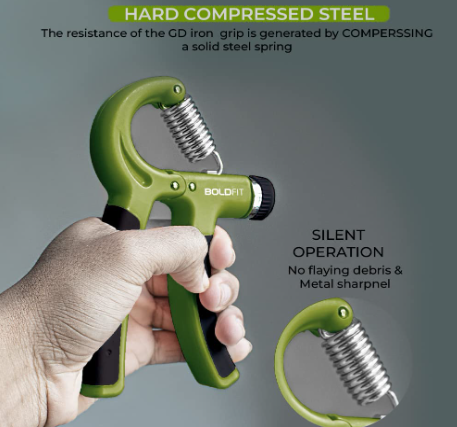 HARD COMPRESSED STEEL
The resistance of the GD iron grip is generated by COMPERSSING
a solid steel spring
BOLDFIT
SILENT
OPERATION
No flaying debris &
Metal sharpnel